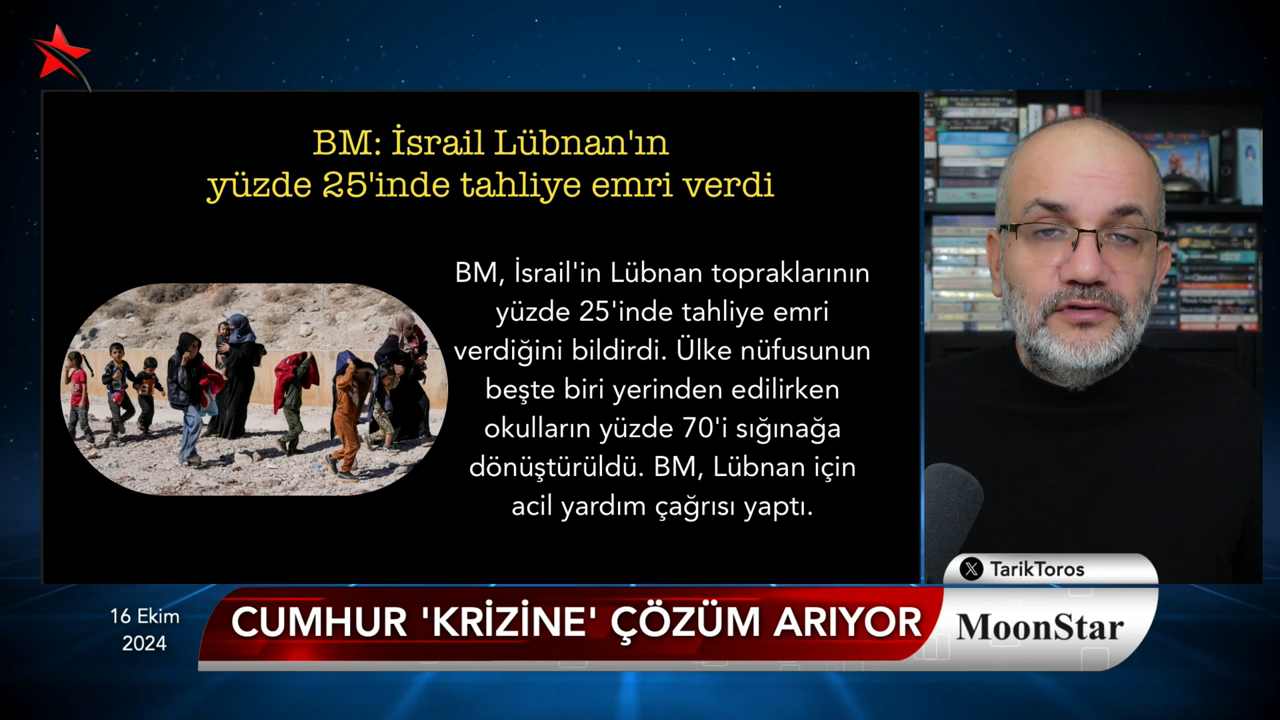 BM: İsrail Lübnan'ın
yüzde 25'inde tahliye emri verdi
BM, İsrail'in Lübnan topraklarının
yüzde 25'inde tahliye emri
verdiğini bildirdi. Ülke nüfusunun
beşte biri yerinden edilirken
okulların yüzde 70'i sığınağa
dönüştürüldü. BM, Lübnan için
acil yardım çağrısı yaptı.
TarikToros
16 Ekim
2024
CUMHUR 'KRİZİNE' ÇÖZÜM ARIYOR
MoonStar